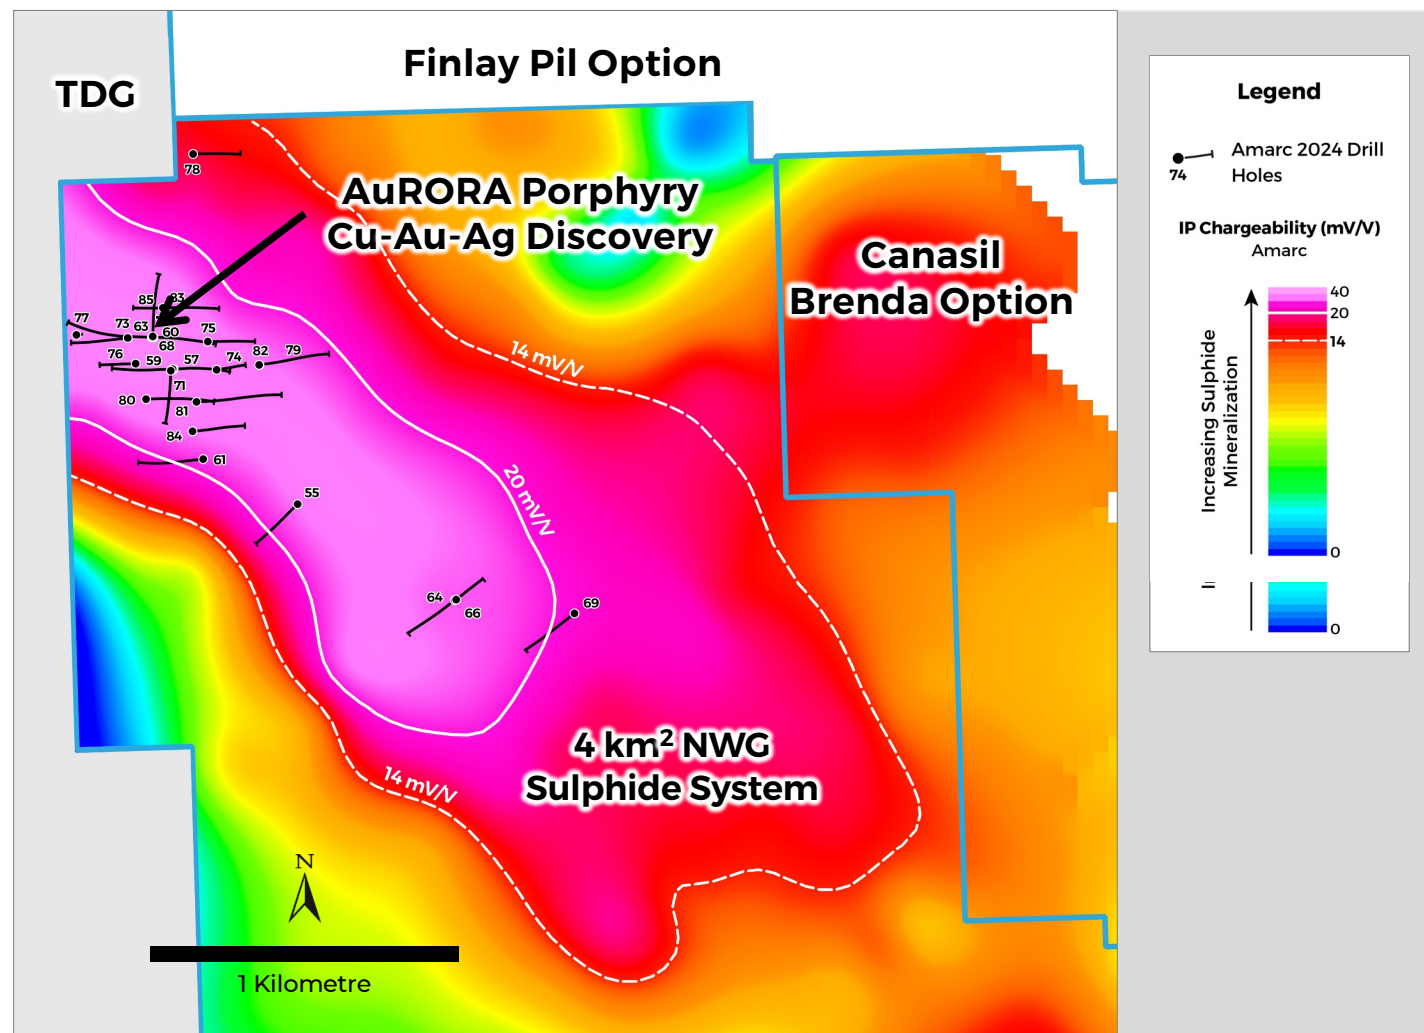 Finlay Pil Option
TDG
78
AuRORA Porphyry
Cu-Au-Ag Discovery
Canasil
Brenda Option
85
83
77
73
63
60
75
68
76
59
57
74
82
79
71
80
81
84
61
55
64
66
69
14 mV/V
20 mV/V
14 mV/V
4 km² NWG
Sulphide System
N
1 Kilometre
Legend
74
Amarc 2024 Drill
Holes
IP Chargeability (mV/V)
Amarc
Increasing Sulphide
Mineralization
40
20
14
0
0